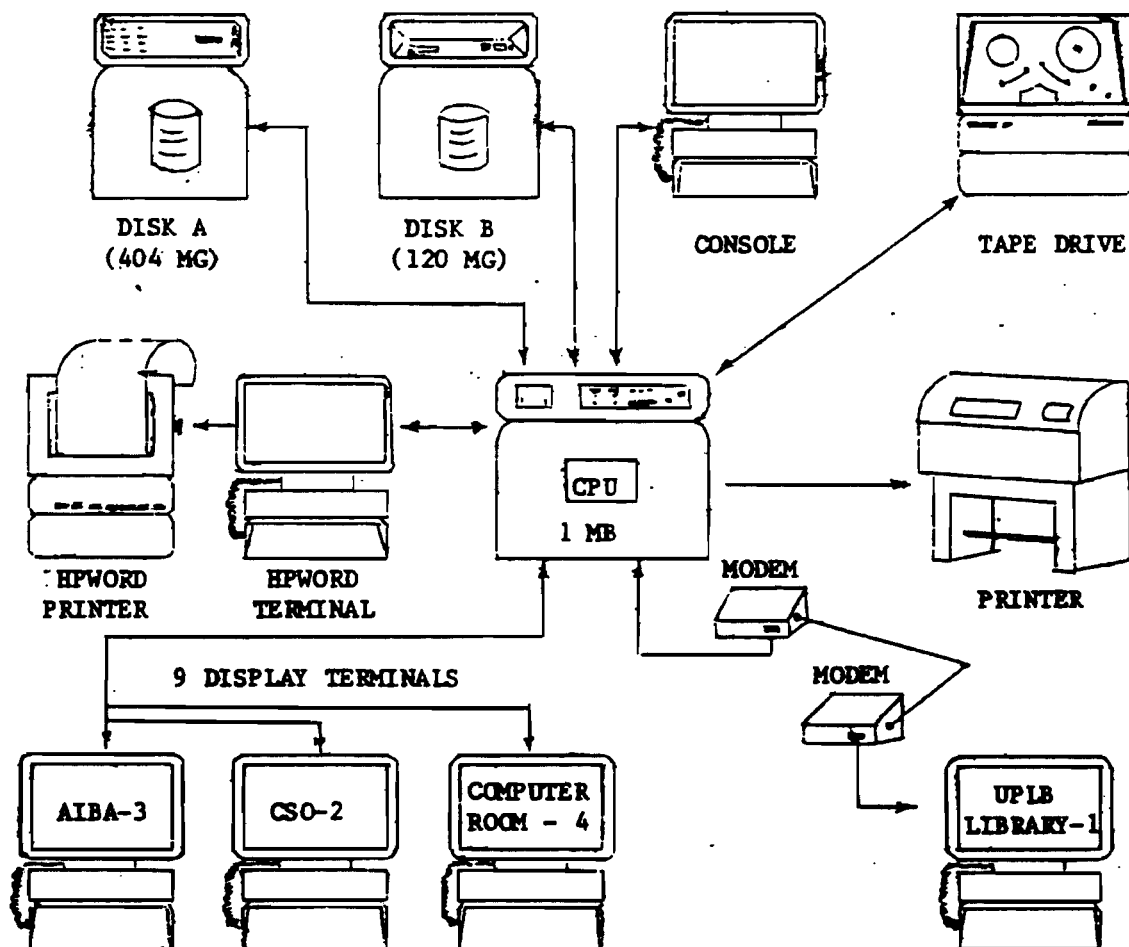 DISK A
(404 MG)
DISK B
(120 MG)
CONSOLE
TAPE DRIVE
CPU
1 MB
HPWORD
PRINTER
HPWORD
TERMINAL
MODEM
PRINTER
9 DISPLAY TERMINALS
MODEM
AIBA-3
CSO-2
COMPUTER
ROOM - 4
UPLB
LIBRARY-1